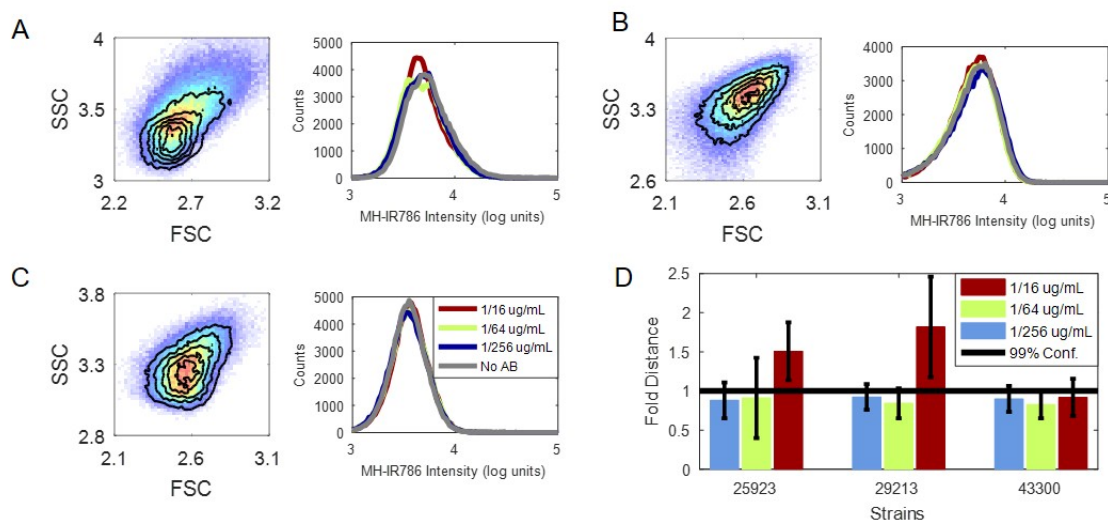 A
SSC
4
3.5
3
2.2
2.7
3.2
FSC
Counts
5000
4000
3000
2000
1000
0
3
4
5
MH-IR786 Intensity (log units)
B
SSC
4
3.3
2.6
2.1
2.6
3.1
FSC
Counts
4000
3000
2000
1000
0
3
4
5
MH-IR786 Intensity (log units)
C
SSC
3.8
3.3
2.8
2.1
2.6
3.1
FSC
Counts
5000
4000
3000
2000
1000
0
3
4
5
MH-IR786 Intensity (log units)
1/16 ug/mL
1/64 ug/mL
1/256 ug/mL
No AB
D
Fold Distance
2.5
2
1.5
1
0.5
0
25923
29213
43300
Strains
1/16 ug/mL
1/64 ug/mL
1/256 ug/mL
99% Conf.